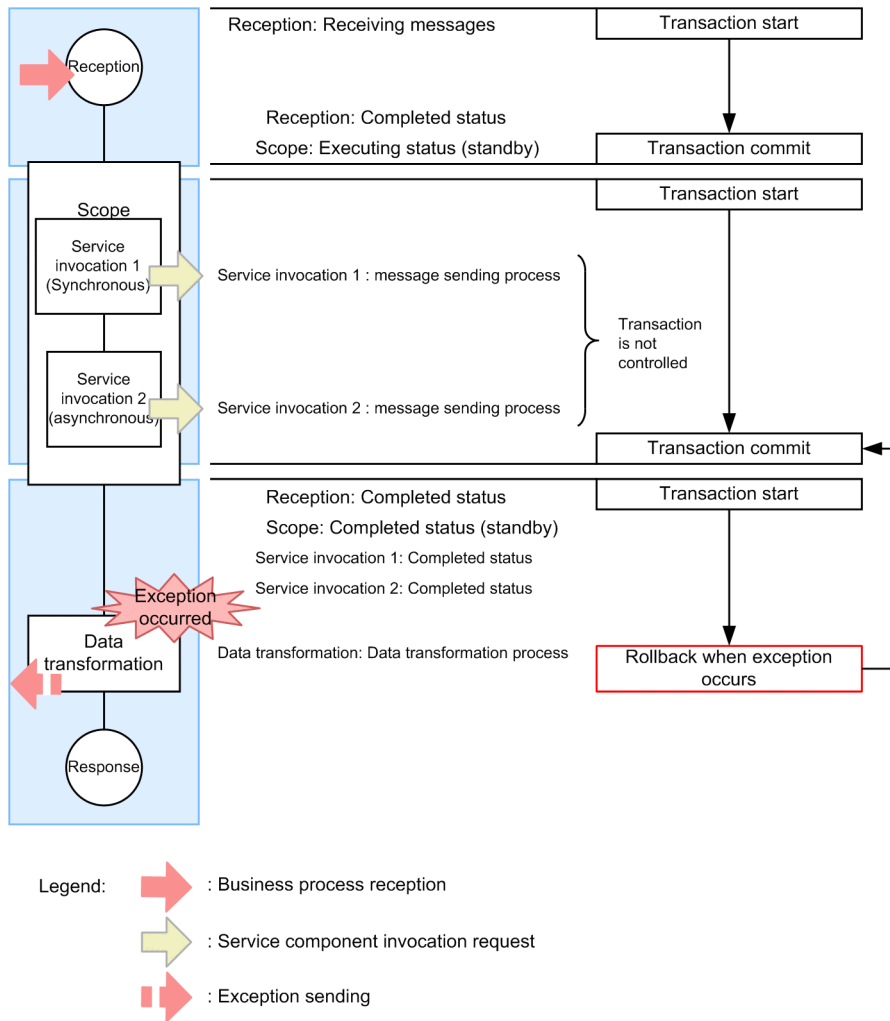 Reception: Receiving messages
Transaction start
Reception
Reception: Completed status
Scope: Executing status (standby)
Transaction commit
Transaction start
Scope
Service
invocation 1
(Synchronous)
Service invocation 1 : message sending process
Transaction
is not
controlled
Service
invocation 2
(asynchronous)
Service invocation 2 : message sending process
Transaction commit
Reception: Completed status
Transaction start
Scope: Completed status (standby)
Service invocation 1: Completed status
Service invocation 2: Completed status
Exception
occurred
Data
transformation
Data transformation: Data transformation process
Rollback when exception
occurs
Response
Legend:
: Business process reception
: Service component invocation request
: Exception sending